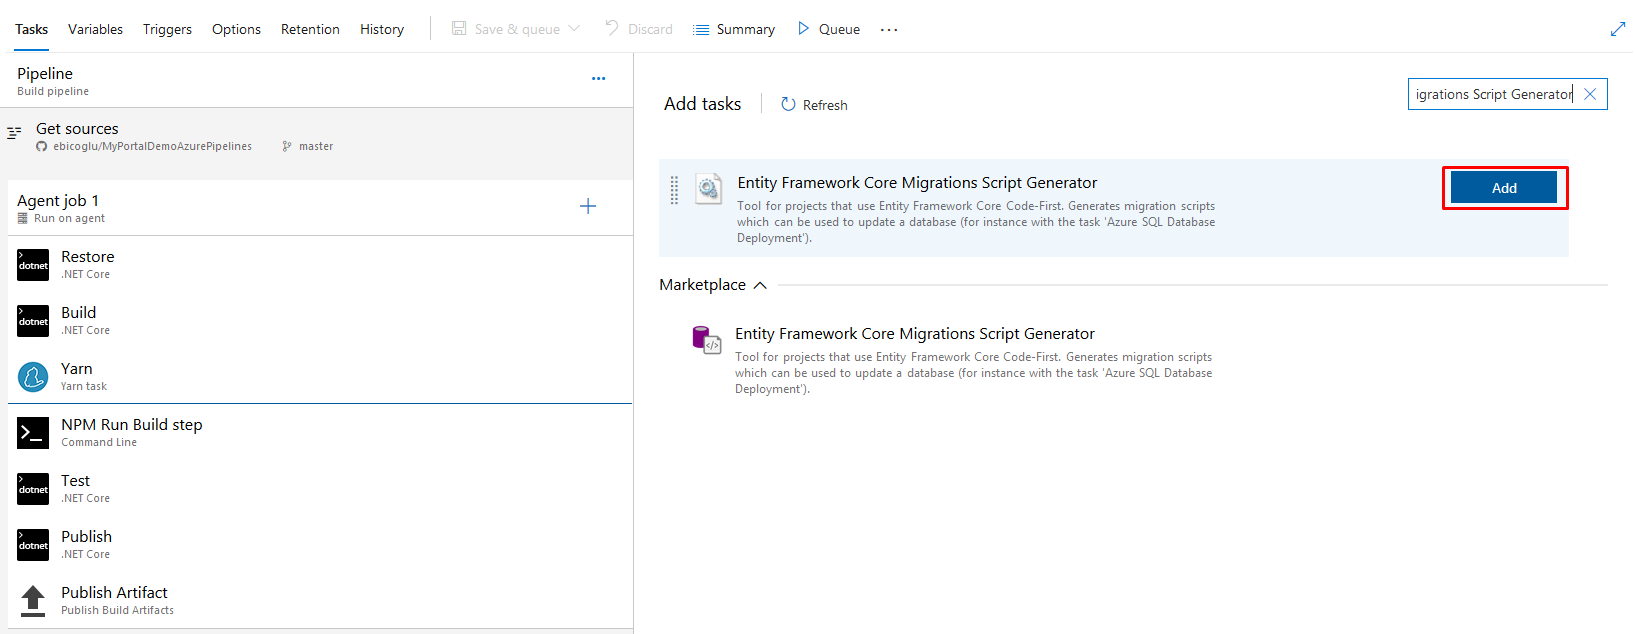 Tasks Variables Triggers Options Retention History Save & queue Discard Summary Queue ...
Pipeline
Build pipeline
...
Get sources
ebicoglu/MyPortalDemoAzurePipelines master
Agent job 1
Run on agent
dotnet Restore
.NET Core
dotnet Build
.NET Core
Yarn
Yarn task
NPM Run Build step
Command Line
dotnet Test
.NET Core
dotnet Publish
.NET Core
Publish Artifact
Publish Build Artifacts
Add tasks Refresh
igrations Script Generator
Entity Framework Core Migrations Script Generator
Tool for projects that use Entity Framework Core Code-First. Generates migration scripts
which can be used to update a database (for instance with the task 'Azure SQL Database
Deployment').
Add
Marketplace
Entity Framework Core Migrations Script Generator
Tool for projects that use Entity Framework Core Code-First. Generates migration scripts
which can be used to update a database (for instance with the task 'Azure SQL Database
Deployment').